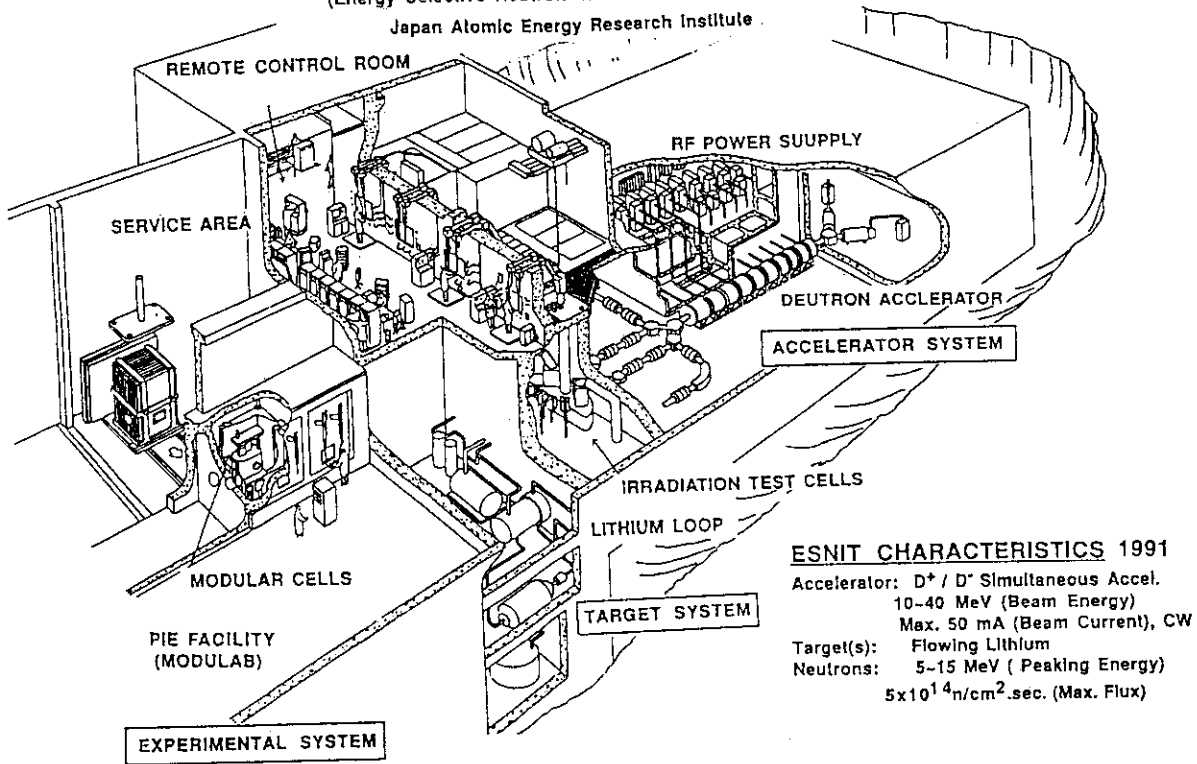 (Energy Selective
Japan Atomic Energy Research Institute
REMOTE CONTROL ROOM
RF POWER SUUPPLY
SERVICE AREA
DEUTRON ACCLERATOR
ACCELERATOR SYSTEM
IRRADIATION TEST CELLS
LITHIUM LOOP
MODULAR CELLS
TARGET SYSTEM
PIE FACILITY
(MODULAB)
EXPERIMENTAL SYSTEM
ESNIT CHARACTERISTICS 1991
Accelerator: D⁺ / D⁻ Simultaneous Accel.
10~40 MeV (Beam Energy)
Max. 50 mA (Beam Current), CW
Target(s): Flowing Lithium
Neutrons: 5~15 MeV ( Peaking Energy)
5x10¹⁴n/cm².sec. (Max. Flux)